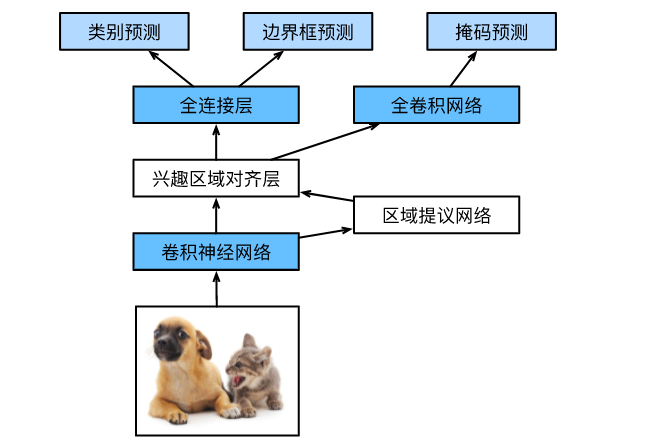 类别预测
边界框预测
掩码预测
全连接层
全卷积网络
兴趣区域对齐层
区域提议网络
卷积神经网络